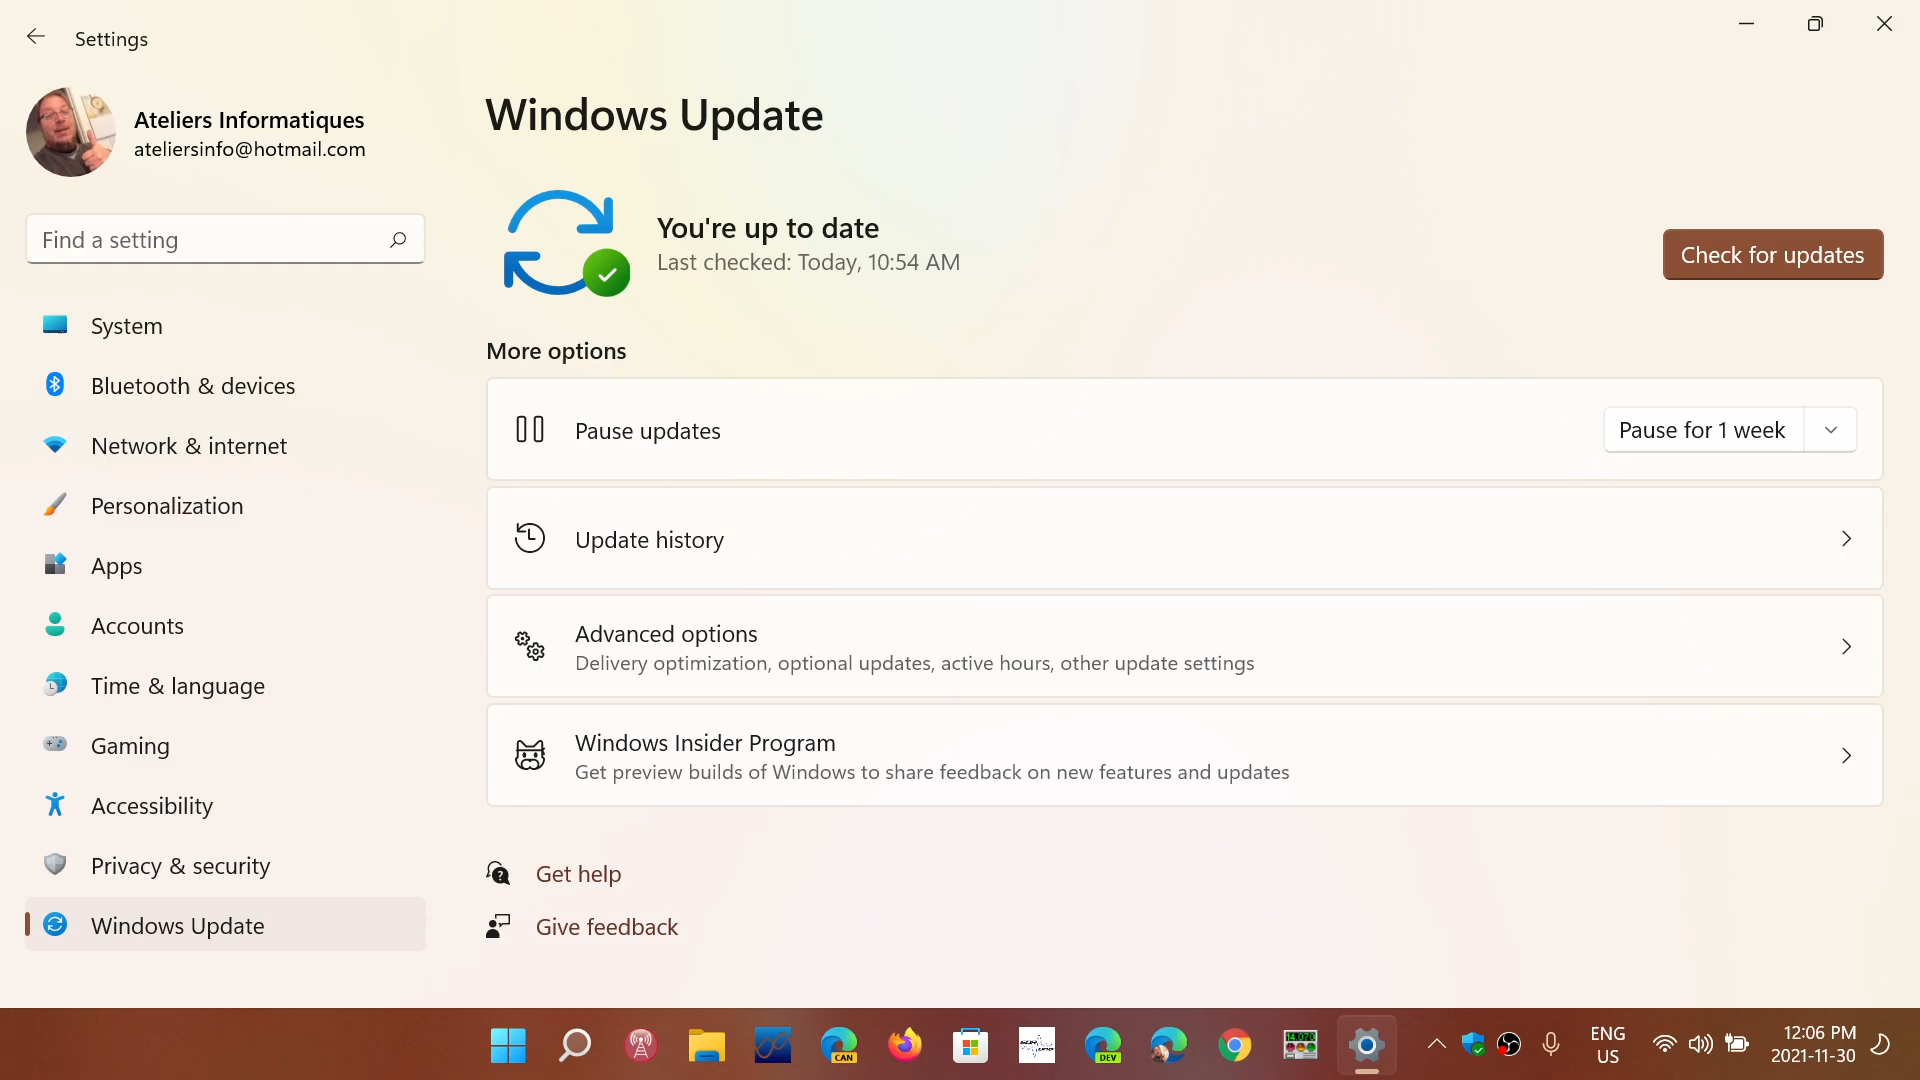 Settings
Ateliers Informatiques
ateliersinfo@hotmail.com
Find a setting
System
Bluetooth & devices
Network & internet
Personalization
Apps
Accounts
Time & language
Gaming
Accessibility
Privacy & security
Windows Update
Windows Update
You're up to date
Last checked: Today, 10:54 AM
Check for updates
More options
Pause updates
Pause for 1 week
Update history
Advanced options
Delivery optimization, optional updates, active hours, other update settings
Windows Insider Program
Get preview builds of Windows to share feedback on new features and updates
Get help
Give feedback
CAN
DEV
14.070
ENG
US
12:06 PM
2021-11-30